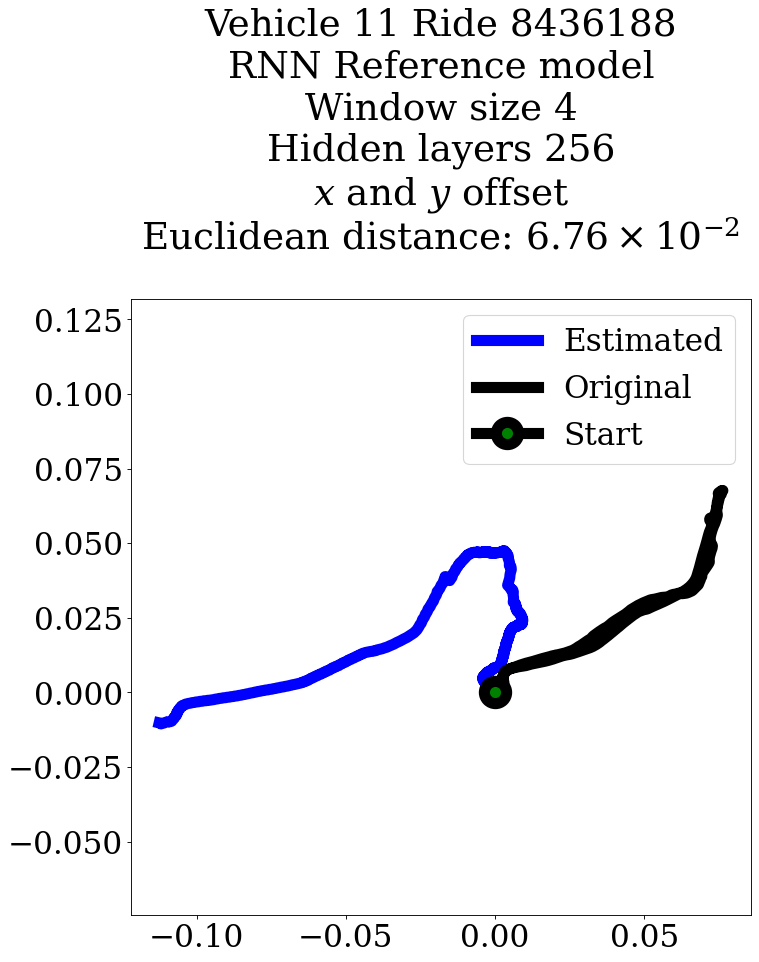 Vehicle 11 Ride 8436188
RNN Reference model
Window size 4
Hidden layers 256
x and y offset
Euclidean distance: 6.76 × 10⁻²
Estimated
Original
Start
0.125
0.100
0.075
0.050
0.025
0.000
−0.025
−0.050
−0.10 −0.05 0.00 0.05